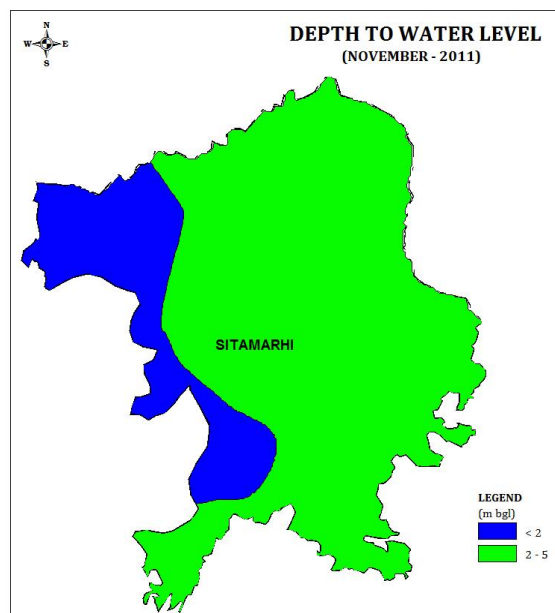 N
W E
S
DEPTH TO WATER LEVEL
(NOVEMBER - 2011)
SITAMARHI
LEGEND
(m bgl)
< 2
2 - 5